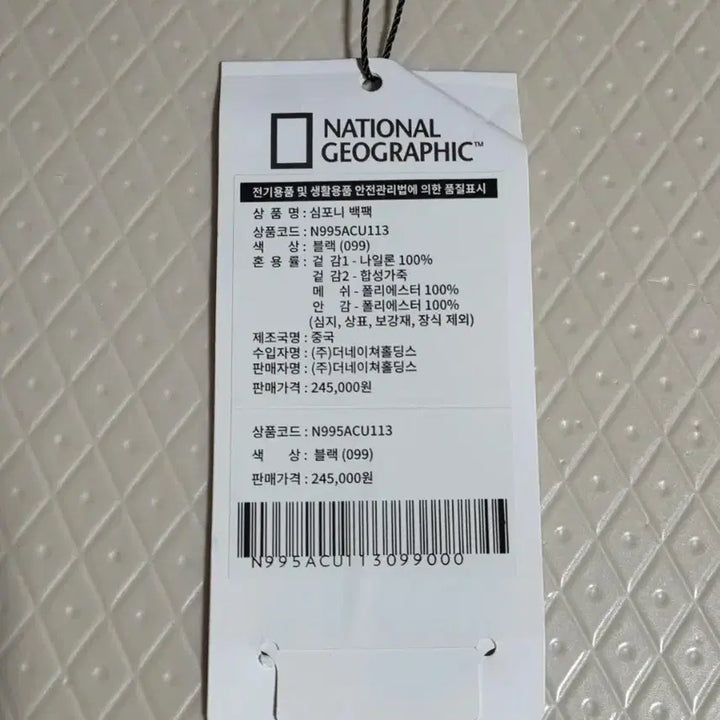 NATIONAL
GEOGRAPHIC™
전기용품 및 생활용품 안전관리법에 의한 품질표시
상 품 명 : 심포니 백팩
상품코드 : N995ACU113
색 상 : 블랙 (099)
혼 용 률 : 겉 감1 - 나일론 100%
겉 감2 - 합성가죽
메 쉬 - 폴리에스터 100%
안 감 - 폴리에스터 100%
(심지, 상표, 보강재, 장식 제외)
제조국명 : 중국
수입자명 : (주)더네이쳐홀딩스
판매자명 : (주)더네이쳐홀딩스
판매가격 : 245,000원
상품코드 : N995ACU113
색 상 : 블랙 (099)
판매가격 : 245,000원
N995ACU113099000